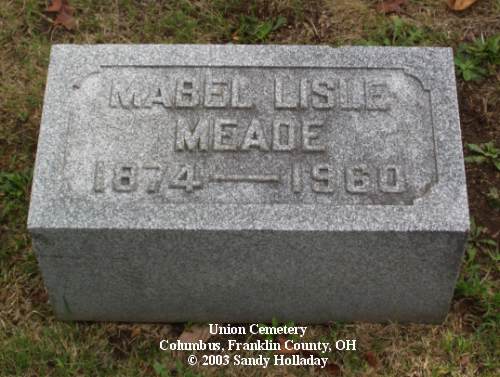 MABEL LISLE
MEADE
1874 — 1960
Union Cemetery
Columbus, Franklin County, OH
© 2003 Sandy Holladay